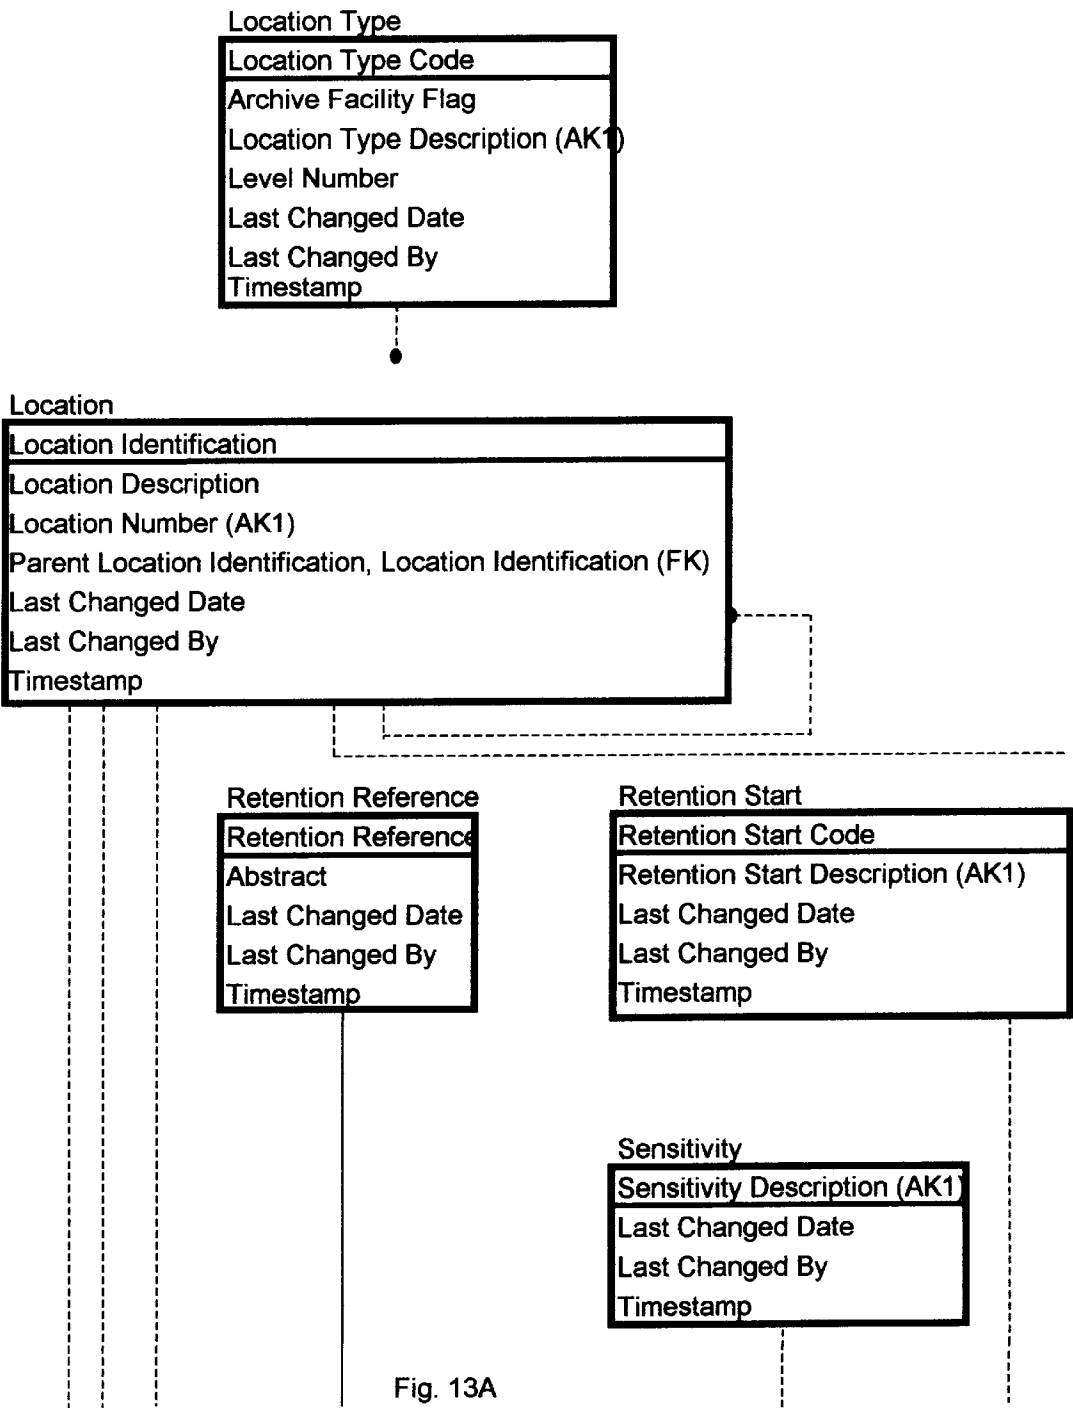 Location Type
Location Type Code
Archive Facility Flag
Location Type Description (AK1)
Level Number
Last Changed Date
Last Changed By
Timestamp
Location
Location Identification
Location Description
Location Number (AK1)
Parent Location Identification, Location Identification (FK)
Last Changed Date
Last Changed By
Timestamp
Retention Reference
Retention Reference
Abstract
Last Changed Date
Last Changed By
Timestamp
Retention Start
Retention Start Code
Retention Start Description (AK1)
Last Changed Date
Last Changed By
Timestamp
Sensitivity
Sensitivity Description (AK1)
Last Changed Date
Last Changed By
Timestamp
Fig. 13A